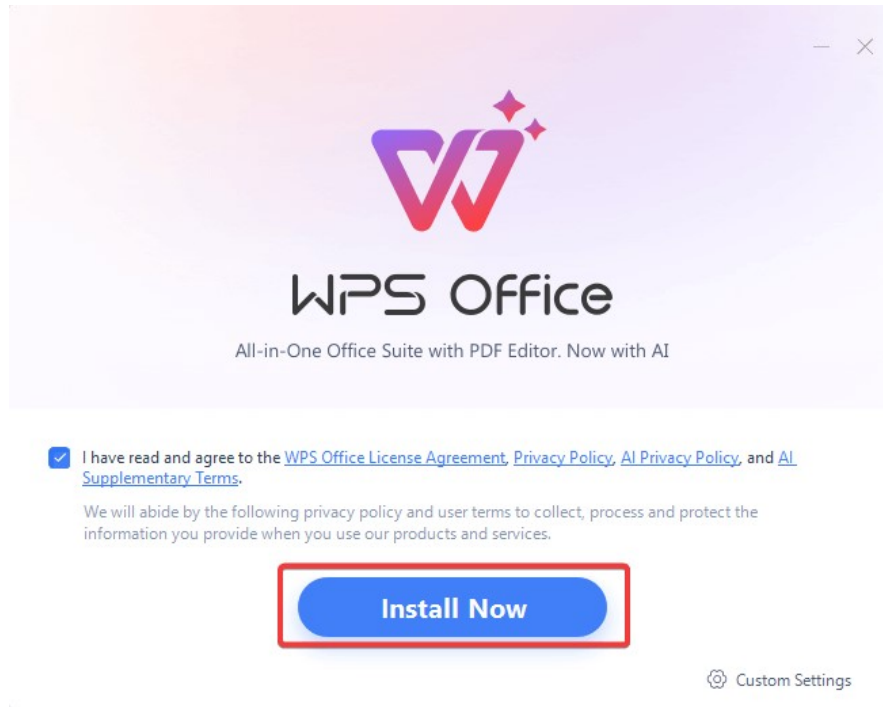 WPS Office
All-in-One Office Suite with PDF Editor. Now with AI
I have read and agree to the WPS Office License Agreement, Privacy Policy, AI Privacy Policy, and AI
Supplementary Terms.
We will abide by the following privacy policy and user terms to collect, process and protect the
information you provide when you use our products and services.
Install Now
Custom Settings